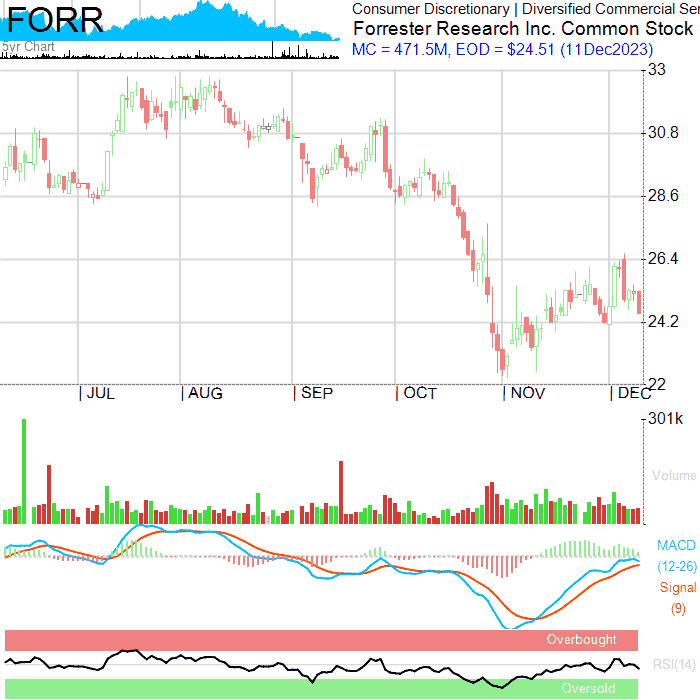 FORR
5yr Chart
Consumer Discretionary | Diversified Commercial Ser
Forrester Research Inc. Common Stock
MC = 471.5M, EOD = $24.51 (11Dec2023)
33
30.8
28.6
26.4
24.2
22
| JUL | AUG | SEP | OCT | NOV | DEC
301k
Volume
MACD
(12-26)
Signal
(9)
Overbought
RSI(14)
Oversold